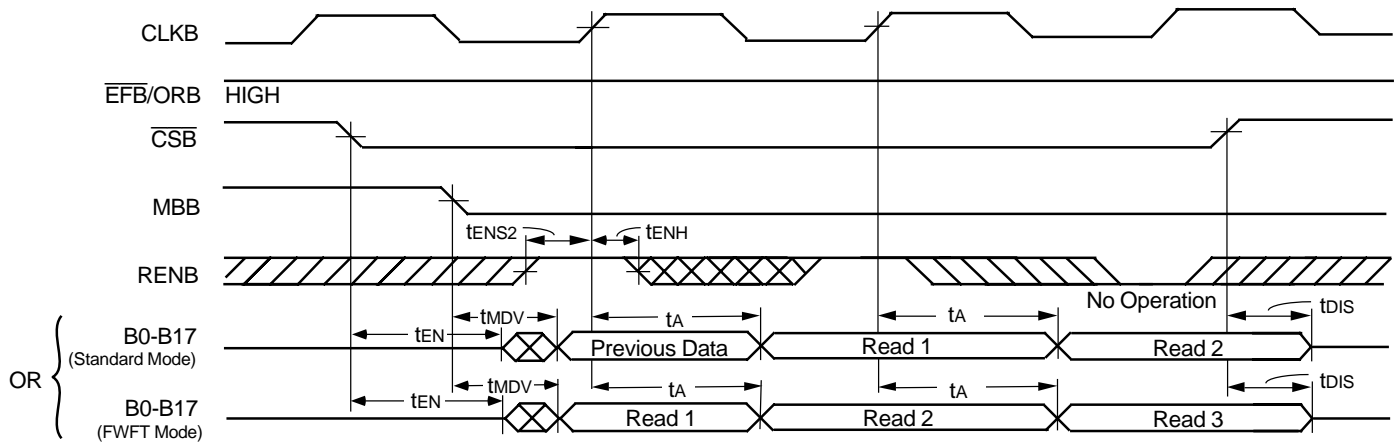 CLKB
EFB/ORB HIGH
CSB
MBB
tENS2 tENH
RENB
No Operation
tMDV tA tA tDIS
tEN
B0-B17
(Standard Mode)
Previous Data Read 1 Read 2
OR
tMDV tA tA tDIS
tEN
B0-B17
(FWFT Mode)
Read 1 Read 2 Read 3